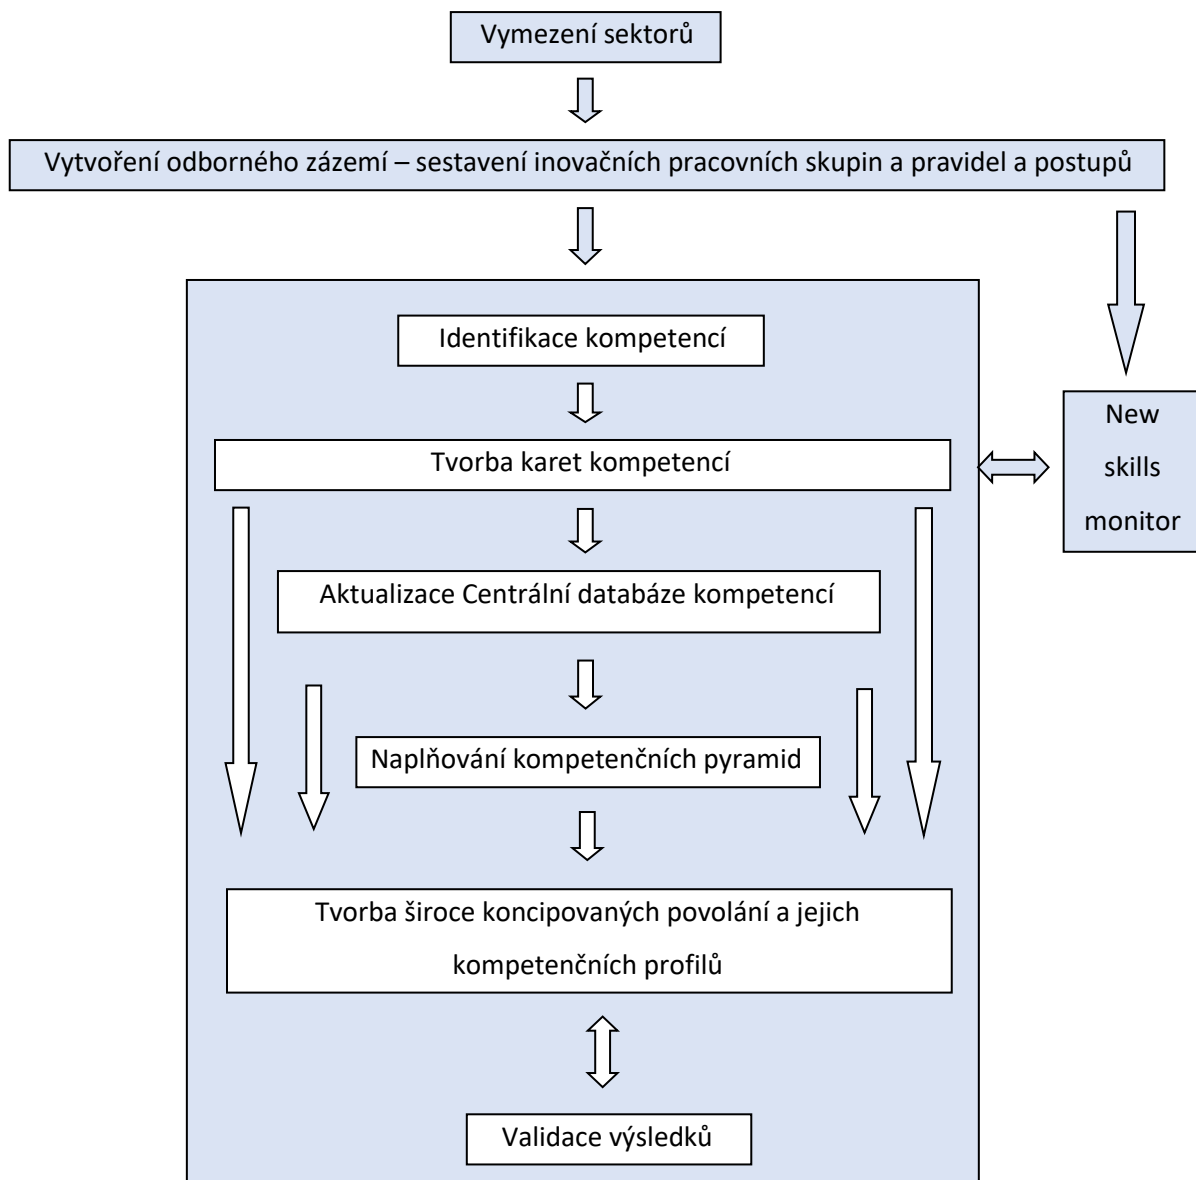 Vymezení sektorů
Vytvoření odborného zázemí – sestavení inovačních pracovních skupin a pravidel a postupů
Identifikace kompetencí
Tvorba karet kompetencí
New
skills
monitor
Aktualizace Centrální databáze kompetencí
Naplňování kompetenčních pyramid
Tvorba široce koncipovaných povolání a jejich
kompetenčních profilů
Validace výsledků